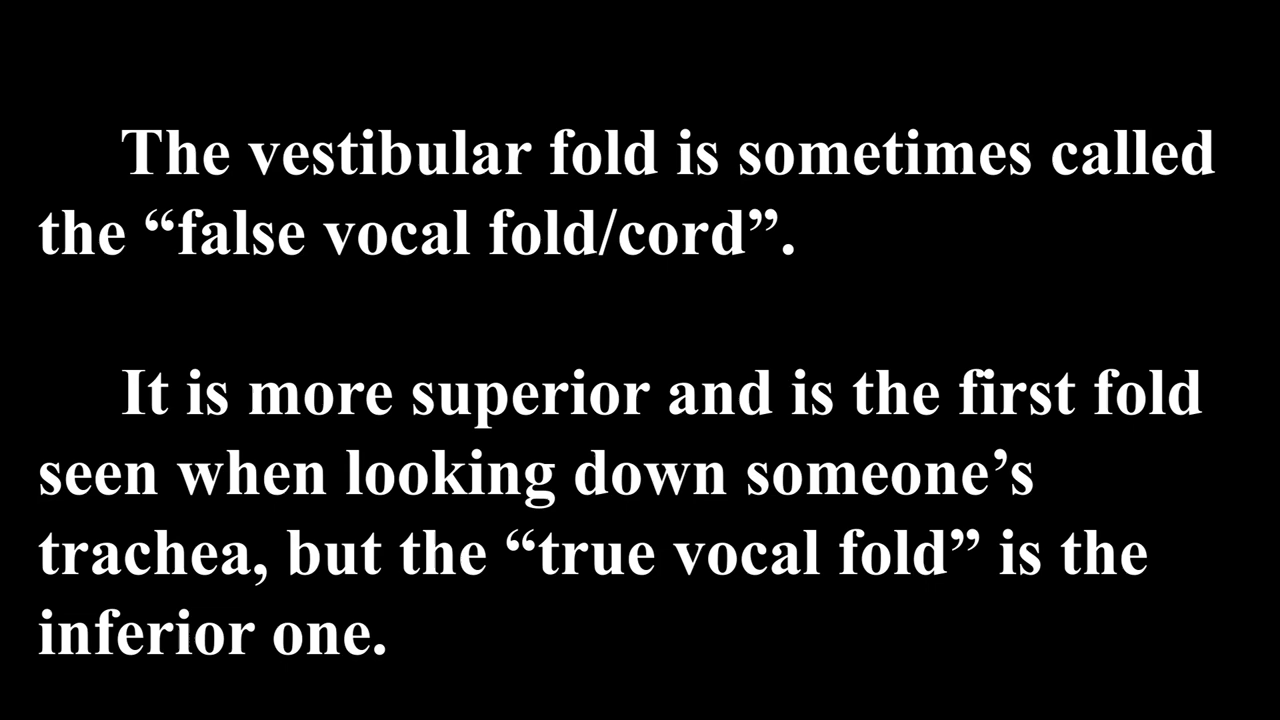 The vestibular fold is sometimes called
the “false vocal fold/cord”.
It is more superior and is the first fold
seen when looking down someone’s
trachea, but the “true vocal fold” is the
inferior one.